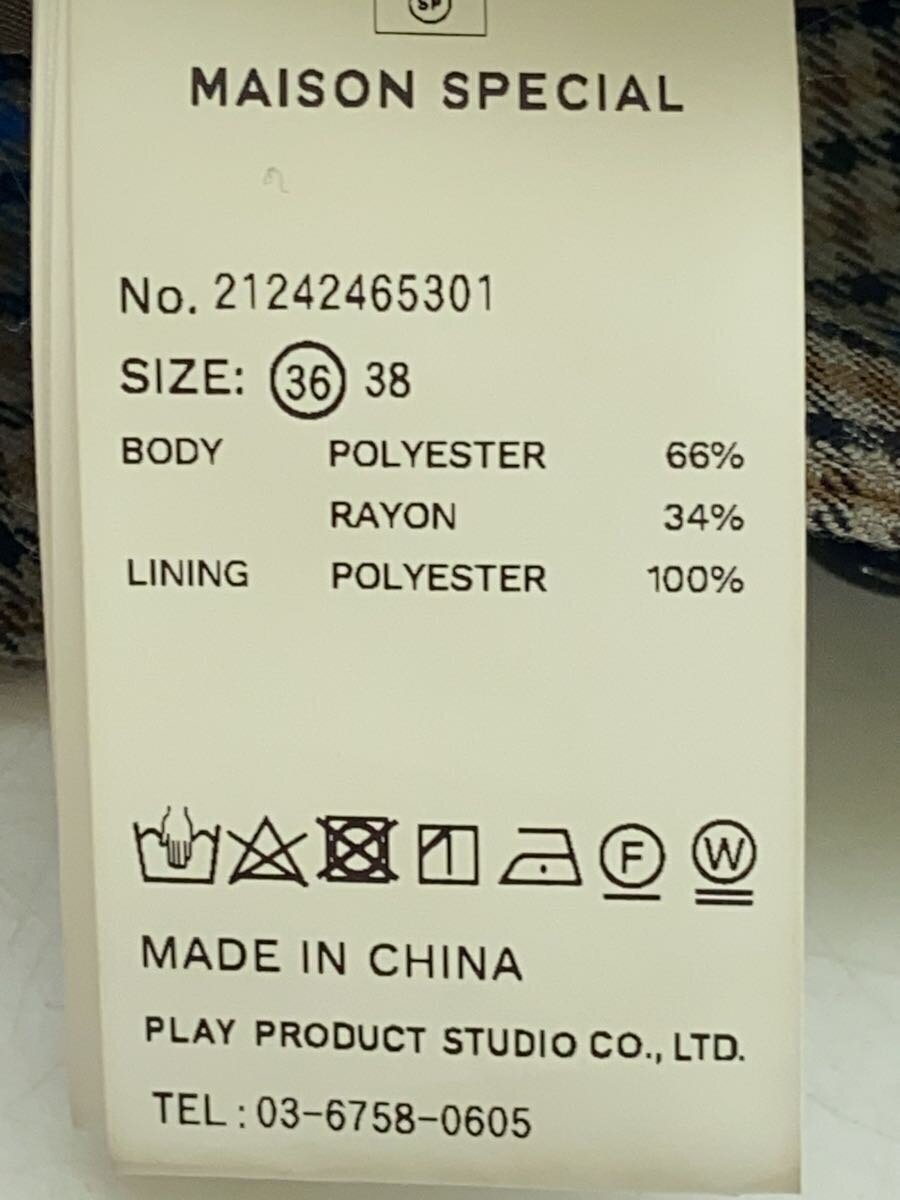 SP
MAISON SPECIAL
No. 21242465301
SIZE: 36 38
BODY POLYESTER 66%
RAYON 34%
LINING POLYESTER 100%
F W
MADE IN CHINA
PLAY PRODUCT STUDIO CO., LTD.
TEL : 03-6758-0605